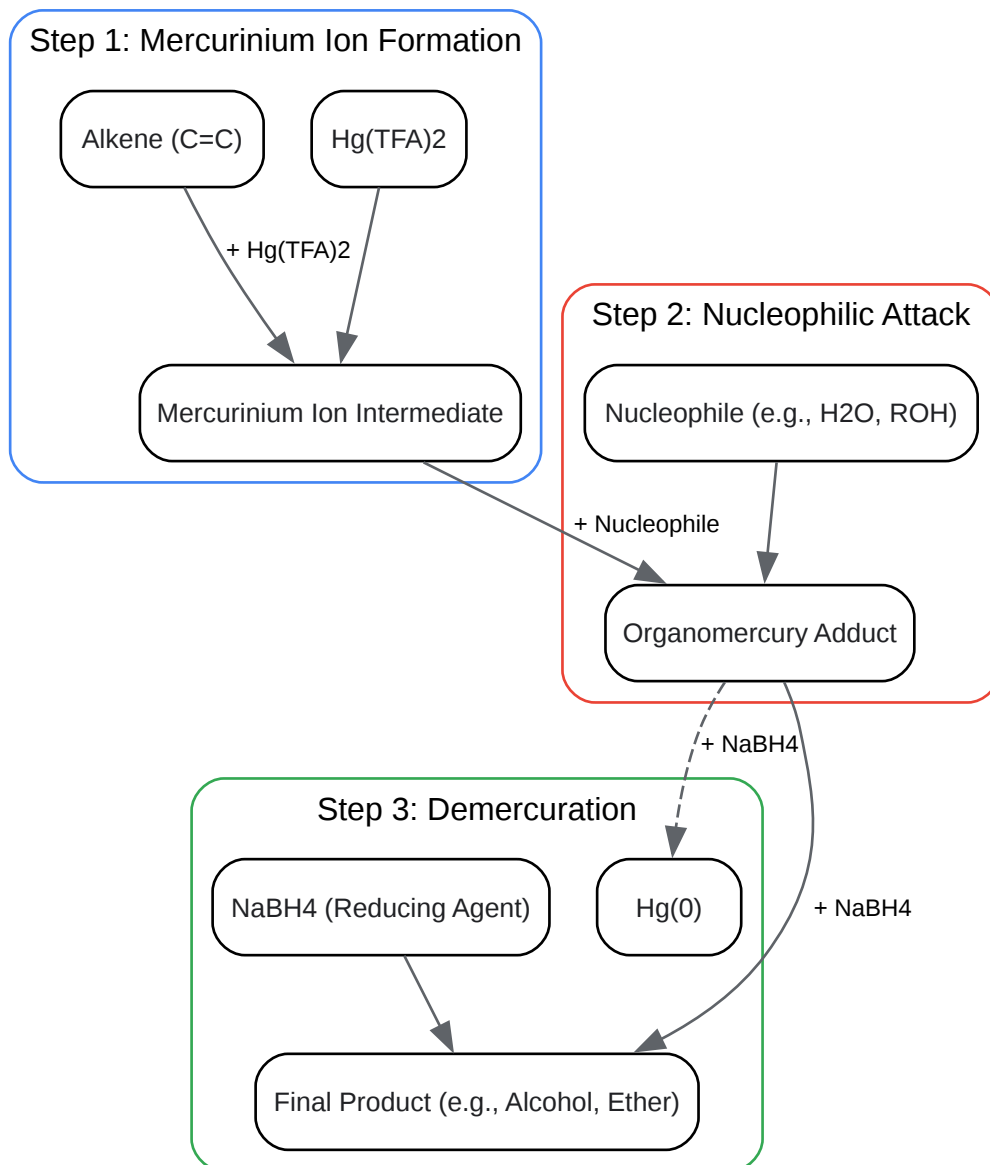 Step 1: Mercurinium Ion Formation
Alkene (C=C)
Hg(TFA)2
+ Hg(TFA)2
Mercurinium Ion Intermediate
Step 2: Nucleophilic Attack
Nucleophile (e.g., H2O, ROH)
+ Nucleophile
Organomercury Adduct
+ NaBH4
Step 3: Demercuration
NaBH4 (Reducing Agent)
Hg(0)
+ NaBH4
Final Product (e.g., Alcohol, Ether)